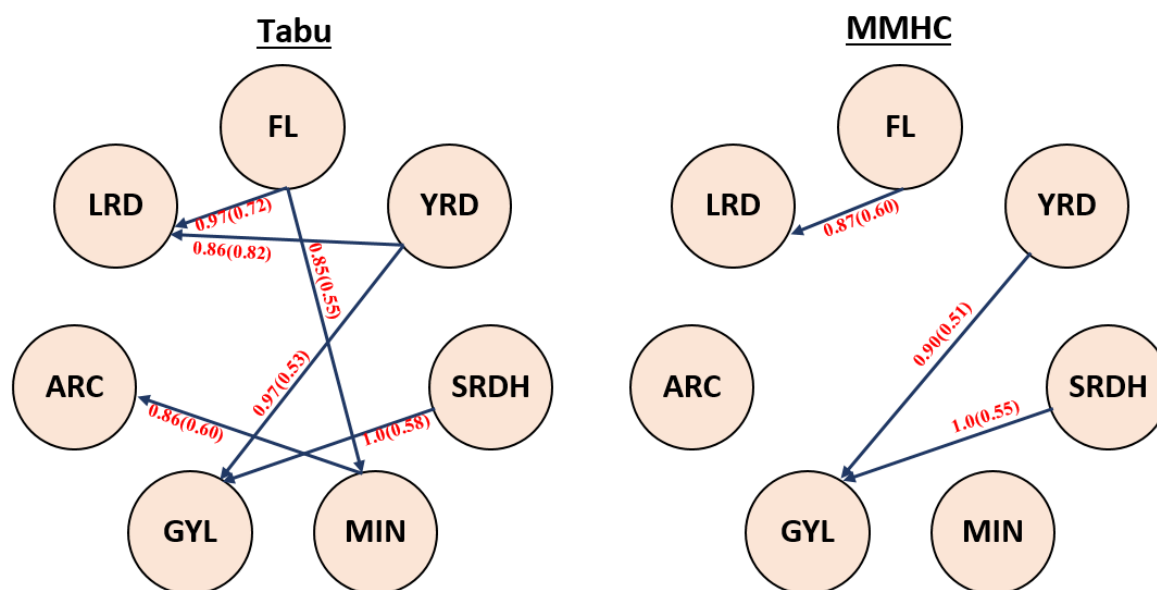 Tabu
FL
LRD
YRD
0.97(0.72)
0.86(0.82)
0.85(0.55)
0.97(0.53)
ARC
SRDH
0.86(0.60)
1.0(0.58)
GYL
MIN
MMHC
FL
LRD
YRD
0.87(0.60)
0.90(0.51)
ARC
SRDH
1.0(0.55)
GYL
MIN